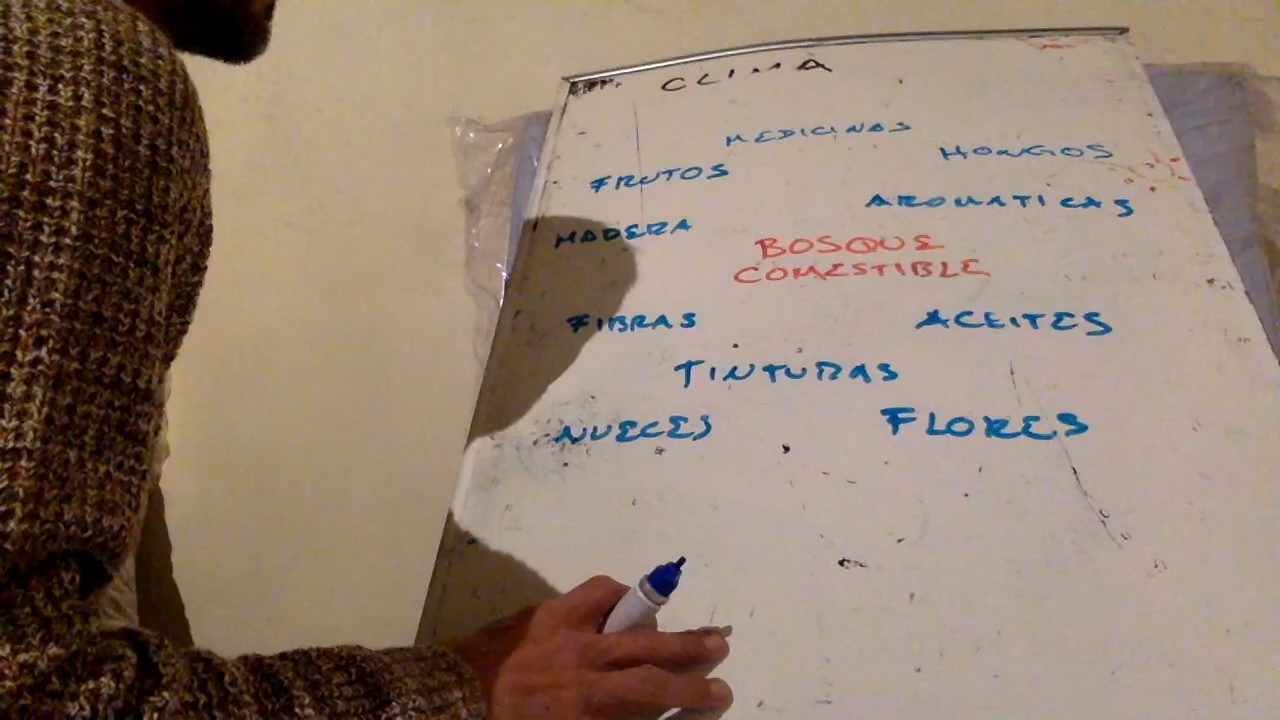 CLIMA
MEDICINAS
HONGOS
FRUTOS
AROMATICAS
MADERA
BOSQUE
COMESTIBLE
FIBRAS
ACEITES
TINTURAS
NUECES
FLORES